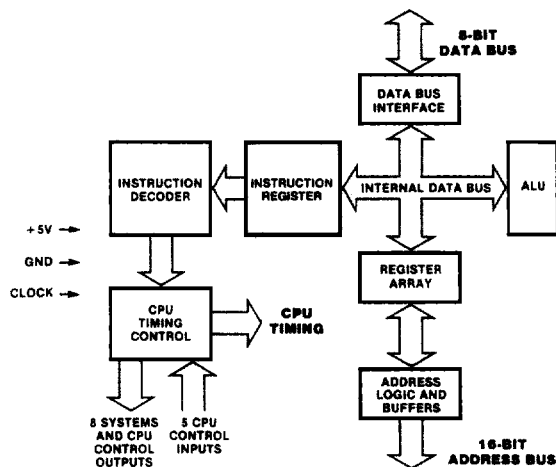 8-BIT
DATA BUS
DATA BUS
INTERFACE
INSTRUCTION
DECODER
INSTRUCTION
REGISTER
INTERNAL DATA BUS
ALU
+5V
GND
CLOCK
REGISTER
ARRAY
CPU
TIMING
CONTROL
CPU
TIMING
ADDRESS
LOGIC AND
BUFFERS
8 SYSTEMS
AND CPU
CONTROL
OUTPUTS
5 CPU
CONTROL
INPUTS
16-BIT
ADDRESS BUS